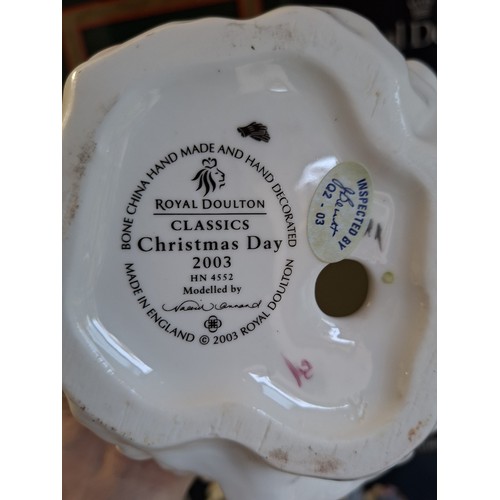 BONE CHINA HAND MADE AND HAND DECORATED
ROYAL DOULTON
CLASSICS
Christmas Day
2003
HN 4552
Modelled by
MADE IN ENGLAND © 2003 ROYAL DOULTON
INSPECTED BY
Q2 - 03